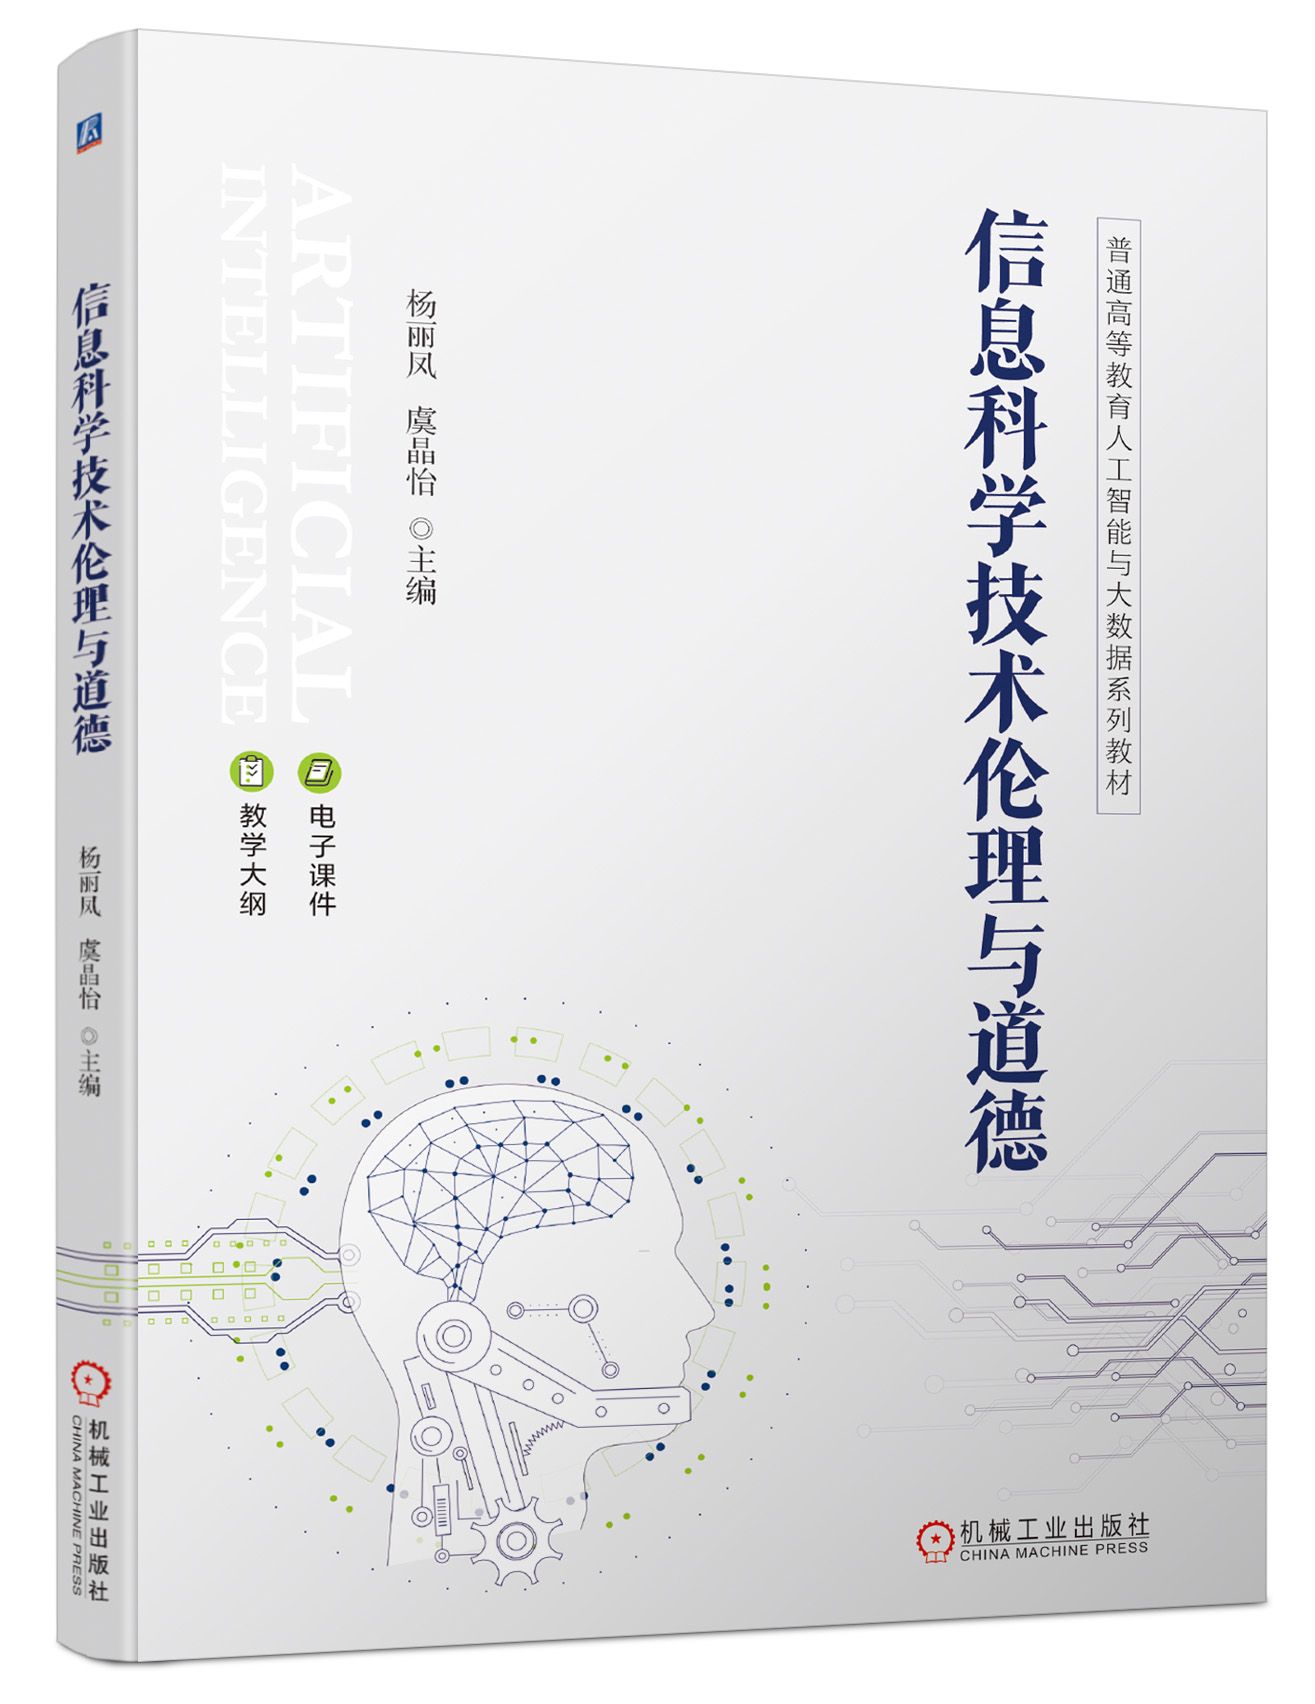 普通高等教育人工智能与大数据系列教材
信息科学技术伦理与道德
杨丽凤 虞晶怡 ◎主编
ARTIFICIAL
INTELLIGENCE
电子课件
教学大纲
机械工业出版社
CHINA MACHINE PRESS
信息科学技术伦理与道德
杨丽凤 虞晶怡 ◎主编
机械工业出版社
CHINA MACHINE PRESS